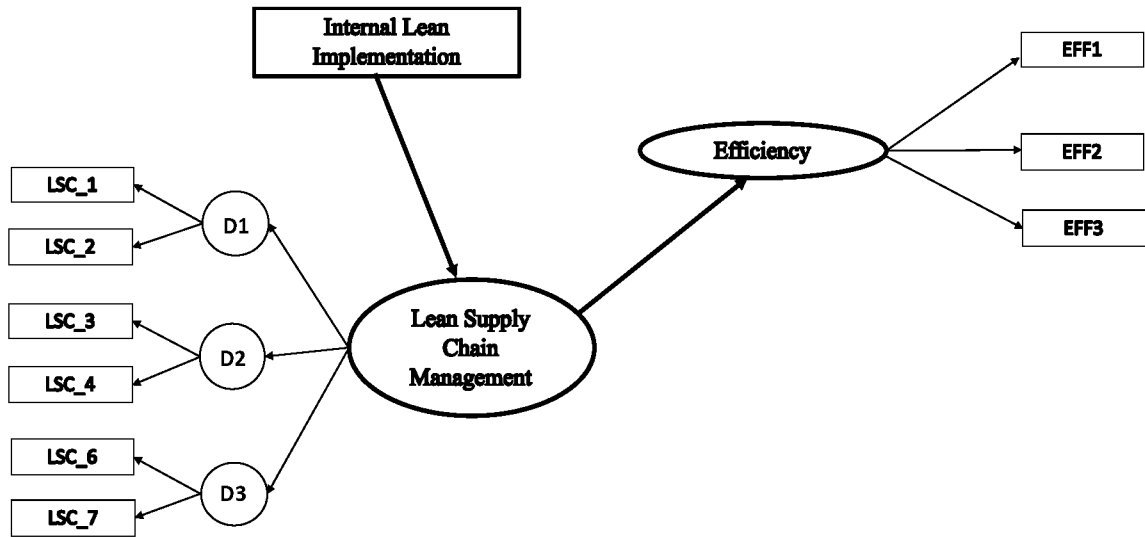 Internal Lean
Implementation
EFF1
Efficiency
EFF2
EFF3
LSC_1
D1
LSC_2
LSC_3
D2
LSC_4
Lean Supply
Chain
Management
LSC_6
D3
LSC_7